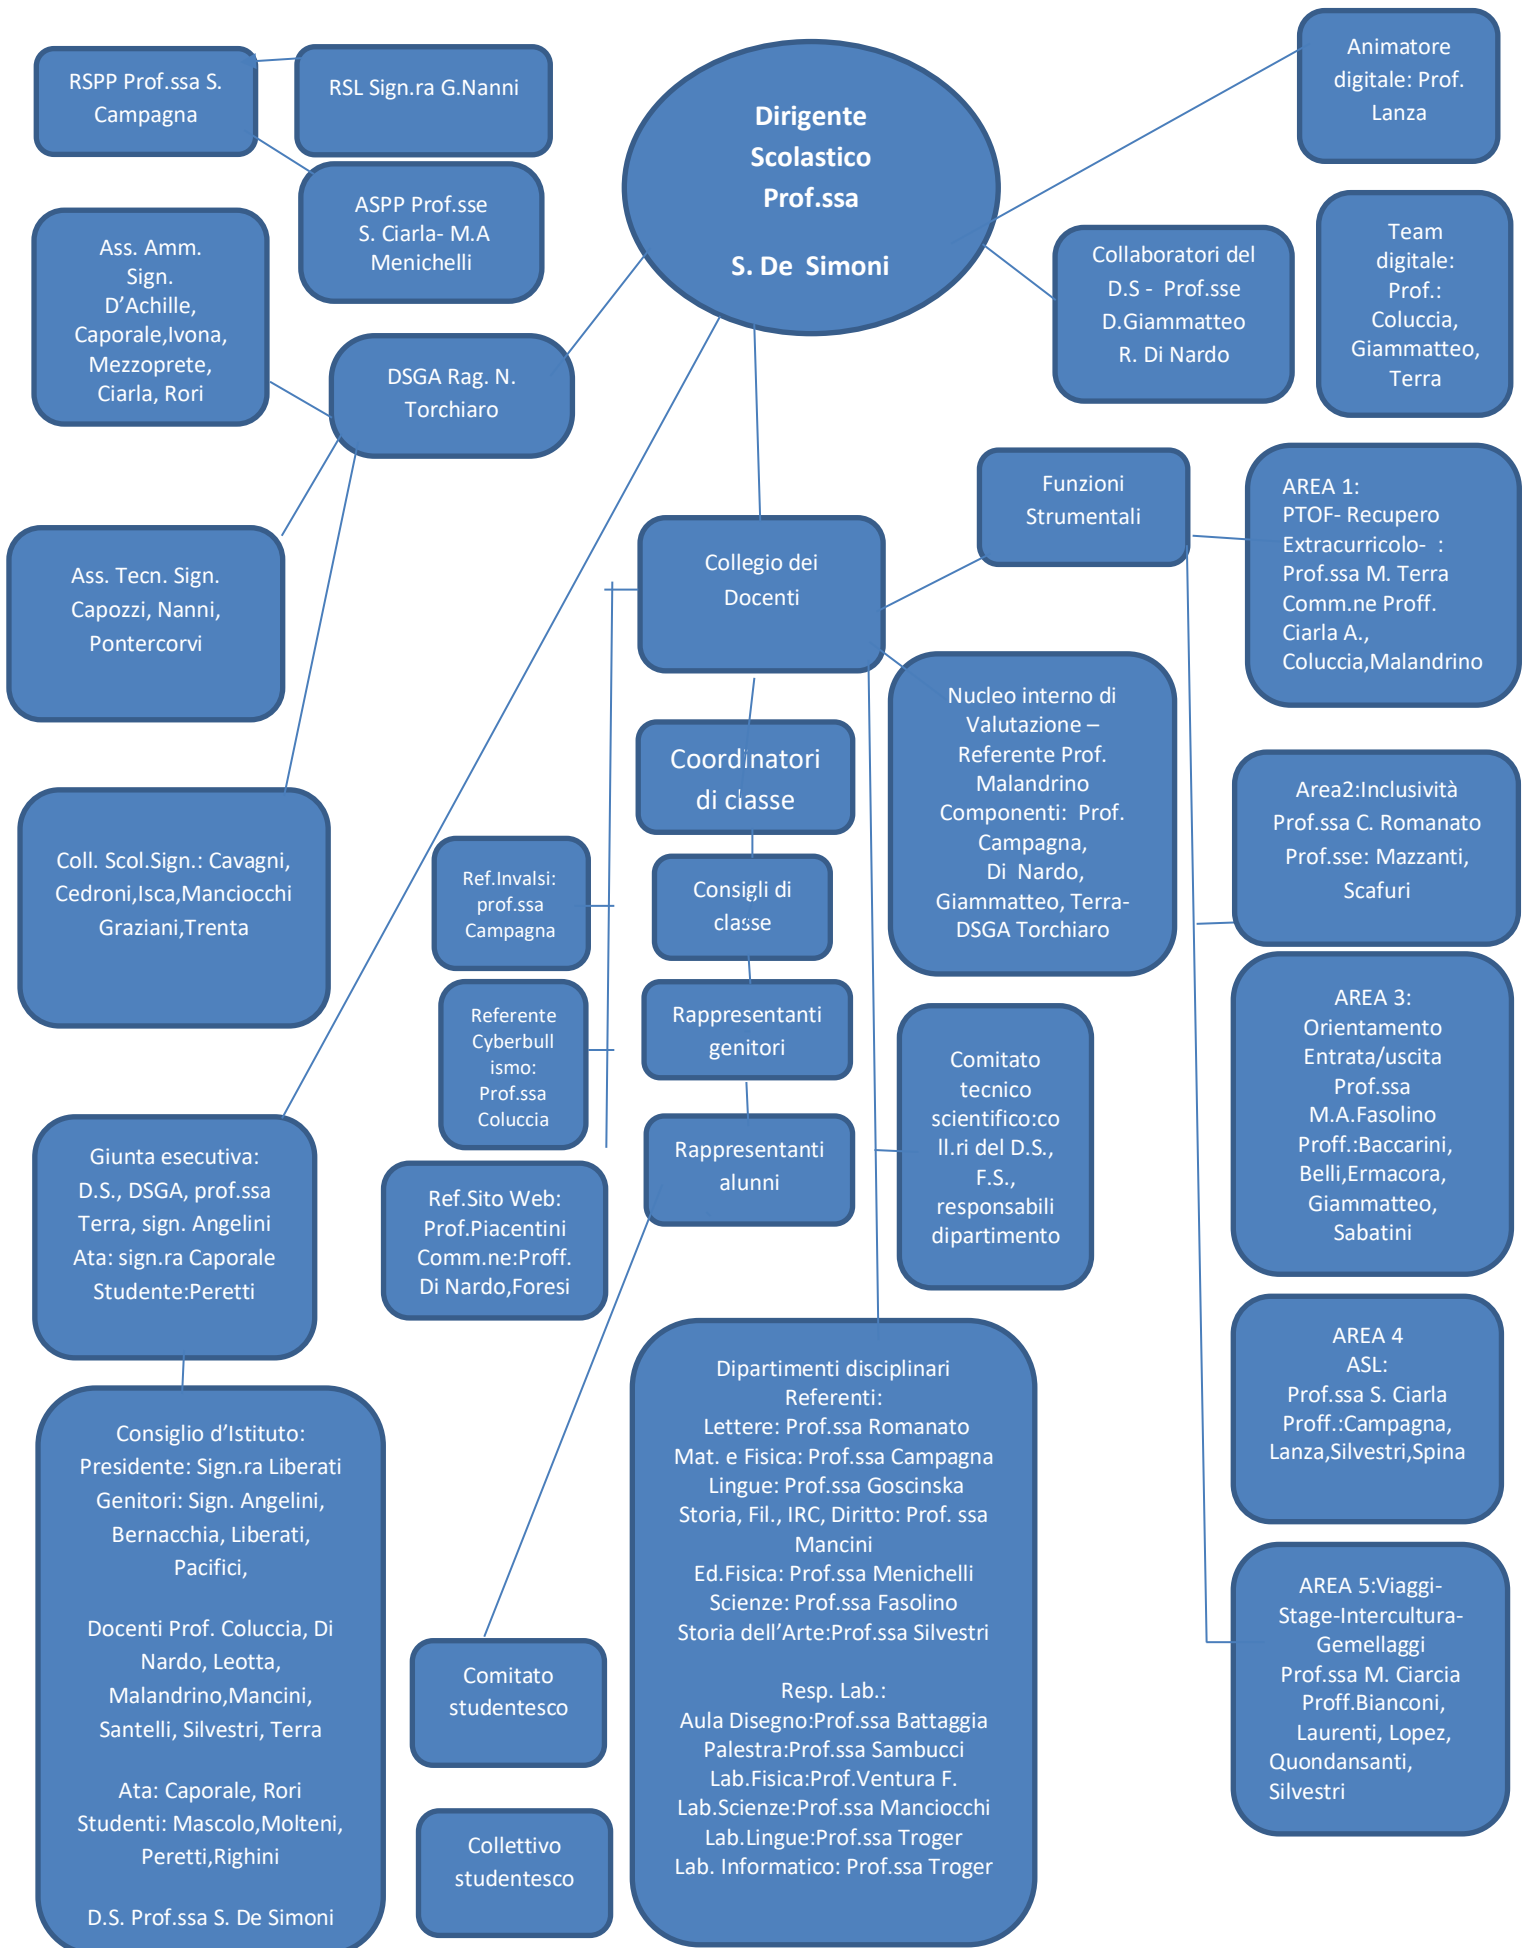 RSPP Prof.ssa S.
Campagna
RSL Sign.ra G.Nanni
Dirigente
Scolastico
Prof.ssa
S. De Simoni
Animatore
digitale: Prof.
Lanza
ASPP Prof.sse
S. Ciarla- M.A
Menichelli
Ass. Amm.
Sign.
D'Achille,
Caporale,Ivona,
Mezzoprete,
Ciarla, Rori
Collaboratori del
D.S - Prof.sse
D.Giammatteo
R. Di Nardo
Team
digitale:
Prof.:
Coluccia,
Giammatteo,
Terra
DSGA Rag. N.
Torchiaro
Funzioni
Strumentali
AREA 1:
PTOF- Recupero
Extracurricolo- :
Prof.ssa M. Terra
Comm.ne Proff.
Ciarla A.,
Coluccia,Malandrino
Ass. Tecn. Sign.
Capozzi, Nanni,
Pontercorvi
Collegio dei
Docenti
Nucleo interno di
Valutazione –
Referente Prof.
Malandrino
Componenti: Prof.
Campagna,
Di Nardo,
Giammatteo, Terra-
DSGA Torchiaro
Coordinatori
di classe
Area2:Inclusività
Prof.ssa C. Romanato
Prof.sse: Mazzanti,
Scafuri
Coll. Scol.Sign.: Cavagni,
Cedroni,Isca,Manciocchi
Graziani,Trenta
Ref.Invalsi:
prof.ssa
Campagna
Consigli di
classe
Referente
Cyberbull
ismo:
Prof.ssa
Coluccia
Rappresentanti
genitori
AREA 3:
Orientamento
Entrata/uscita
Prof.ssa
M.A.Fasolino
Proff.:Baccarini,
Belli,Ermacora,
Giammatteo,
Sabatini
Comitato
tecnico
scientifico:co
ll.ri del D.S.,
F.S.,
responsabili
dipartimento
Giunta esecutiva:
D.S., DSGA, prof.ssa
Terra, sign. Angelini
Ata: sign.ra Caporale
Studente:Peretti
Rappresentanti
alunni
Ref.Sito Web:
Prof.Piacentini
Comm.ne:Proff.
Di Nardo,Foresi
AREA 4
ASL:
Prof.ssa S. Ciarla
Proff.:Campagna,
Lanza,Silvestri,Spina
Dipartimenti disciplinari
Referenti:
Lettere: Prof.ssa Romanato
Mat. e Fisica: Prof.ssa Campagna
Lingue: Prof.ssa Goscinska
Storia, Fil., IRC, Diritto: Prof. ssa
Mancini
Ed.Fisica: Prof.ssa Menichelli
Scienze: Prof.ssa Fasolino
Storia dell'Arte:Prof.ssa Silvestri
Resp. Lab.:
Aula Disegno:Prof.ssa Battaggia
Palestra:Prof.ssa Sambucci
Lab.Fisica:Prof.Ventura F.
Lab.Scienze:Prof.ssa Manciocchi
Lab.Lingue:Prof.ssa Troger
Lab. Informatico: Prof.ssa Troger
Consiglio d'Istituto:
Presidente: Sign.ra Liberati
Genitori: Sign. Angelini,
Bernacchia, Liberati,
Pacifici,
Docenti Prof. Coluccia, Di
Nardo, Leotta,
Malandrino,Mancini,
Santelli, Silvestri, Terra
Ata: Caporale, Rori
Studenti: Mascolo,Molteni,
Peretti,Righini
D.S. Prof.ssa S. De Simoni
AREA 5:Viaggi-
Stage-Intercultura-
Gemellaggi
Prof.ssa M. Ciarcia
Proff.Bianconi,
Laurenti, Lopez,
Quondansanti,
Silvestri
Comitato
studentesco
Collettivo
studentesco